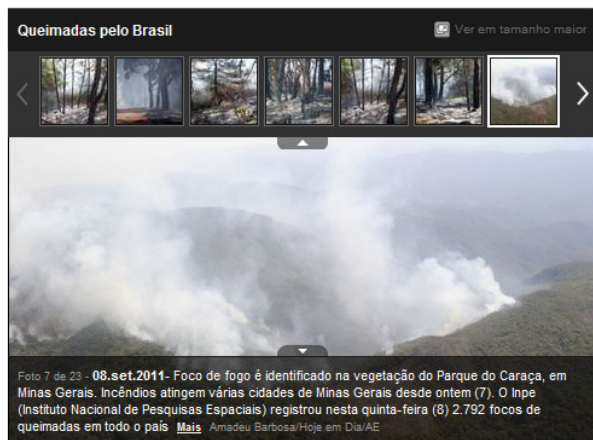 Queimadas pelo Brasil
Ver em tamanho maior
Foto 7 de 23 - 08.set.2011- Foco de fogo é identificado na vegetação do Parque do Caraça, em
Minas Gerais. Incêndios atingem várias cidades de Minas Gerais desde ontem (7). O Inpe
(Instituto Nacional de Pesquisas Espaciais) registrou nesta quinta-feira (8) 2.792 focos de
queimadas em todo o país Mais Amadeu Barbosa/Hoje em Dia/AE